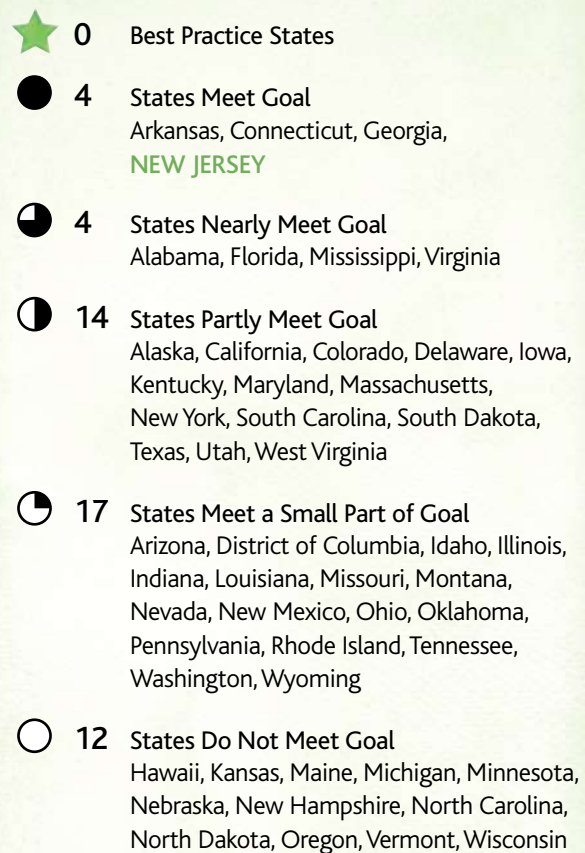 0 Best Practice States
4 States Meet Goal
Arkansas, Connecticut, Georgia,
NEW JERSEY
4 States Nearly Meet Goal
Alabama, Florida, Mississippi, Virginia
14 States Partly Meet Goal
Alaska, California, Colorado, Delaware, Iowa,
Kentucky, Maryland, Massachusetts,
New York, South Carolina, South Dakota,
Texas, Utah, West Virginia
17 States Meet a Small Part of Goal
Arizona, District of Columbia, Idaho, Illinois,
Indiana, Louisiana, Missouri, Montana,
Nevada, New Mexico, Ohio, Oklahoma,
Pennsylvania, Rhode Island, Tennessee,
Washington, Wyoming
12 States Do Not Meet Goal
Hawaii, Kansas, Maine, Michigan, Minnesota,
Nebraska, New Hampshire, North Carolina,
North Dakota, Oregon, Vermont, Wisconsin